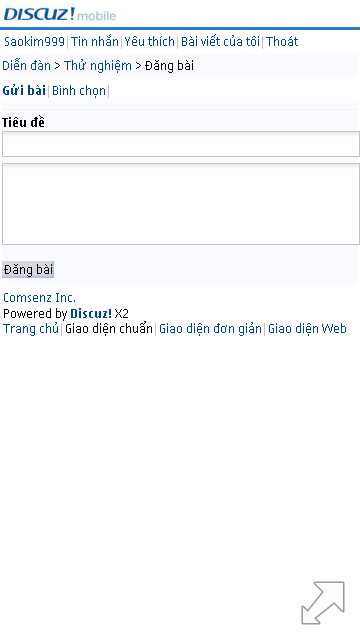 DISCUZ! mobile
Saokim999|Tin nhắn|Yêu thích|Bài viết của tôi|Thoát
Diễn đàn > Thử nghiệm > Đăng bài
Gửi bài|Bình chọn|
Tiêu đề
Đăng bài
Comsenz Inc.
Powered by Discuz! X2
Trang chủ|Giao diện chuẩn|Giao diện đơn giản|Giao diện Web